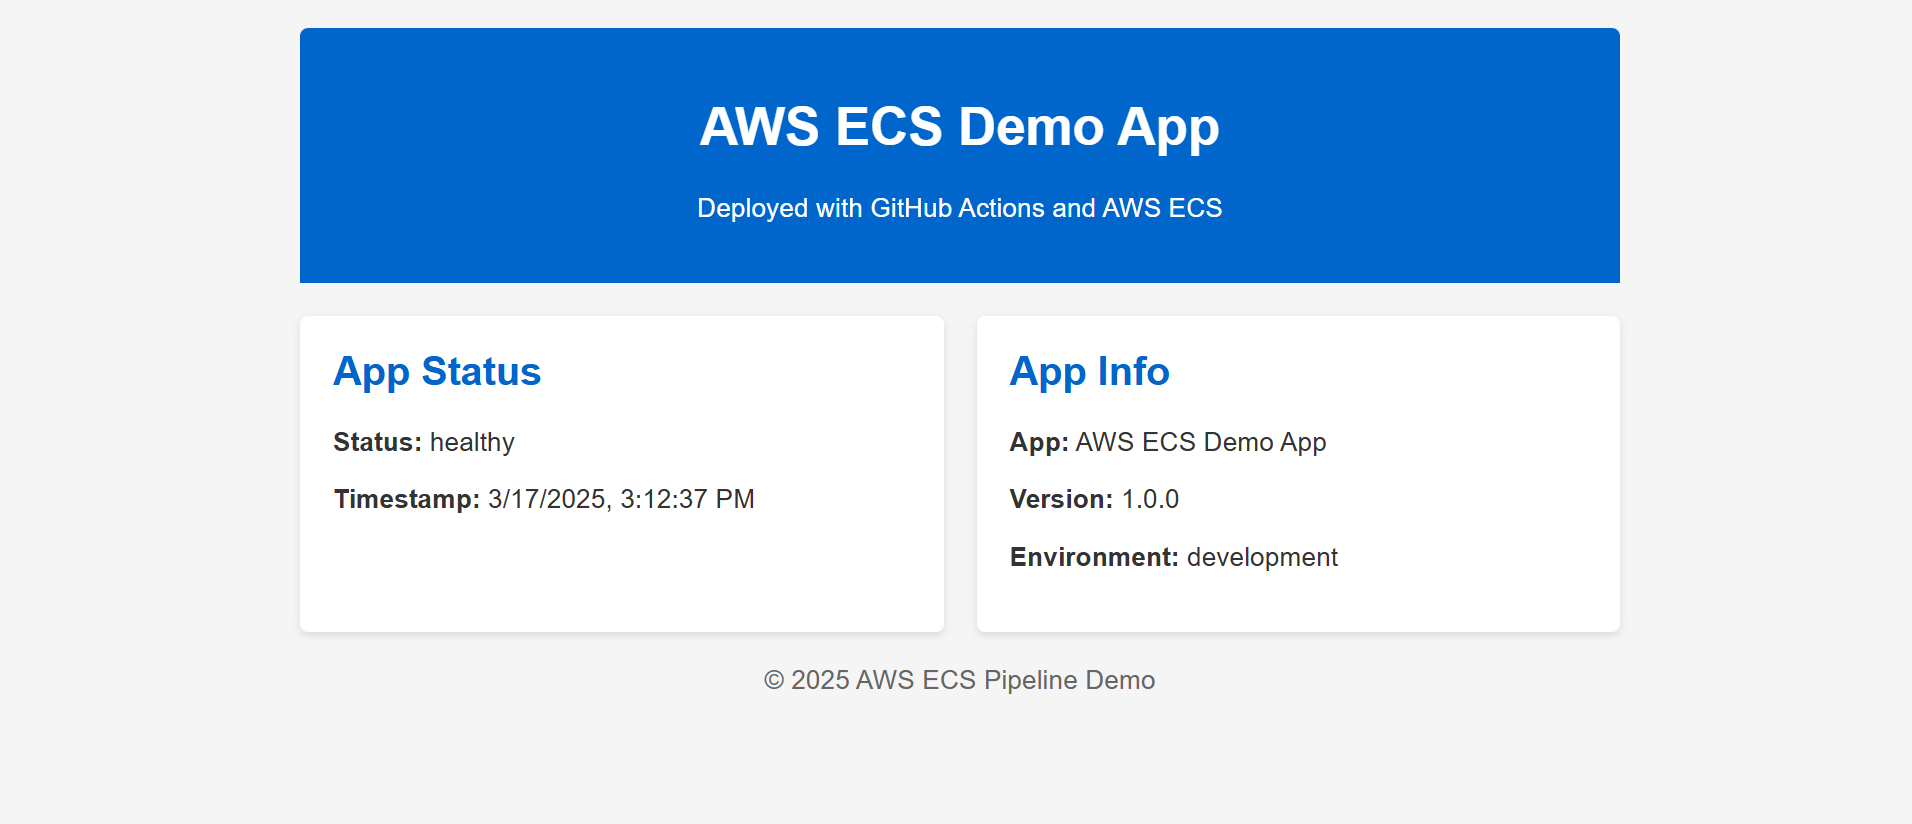 AWS ECS Demo App
Deployed with GitHub Actions and AWS ECS
App Status
Status: healthy
Timestamp: 3/17/2025, 3:12:37 PM
App Info
App: AWS ECS Demo App
Version: 1.0.0
Environment: development
© 2025 AWS ECS Pipeline Demo